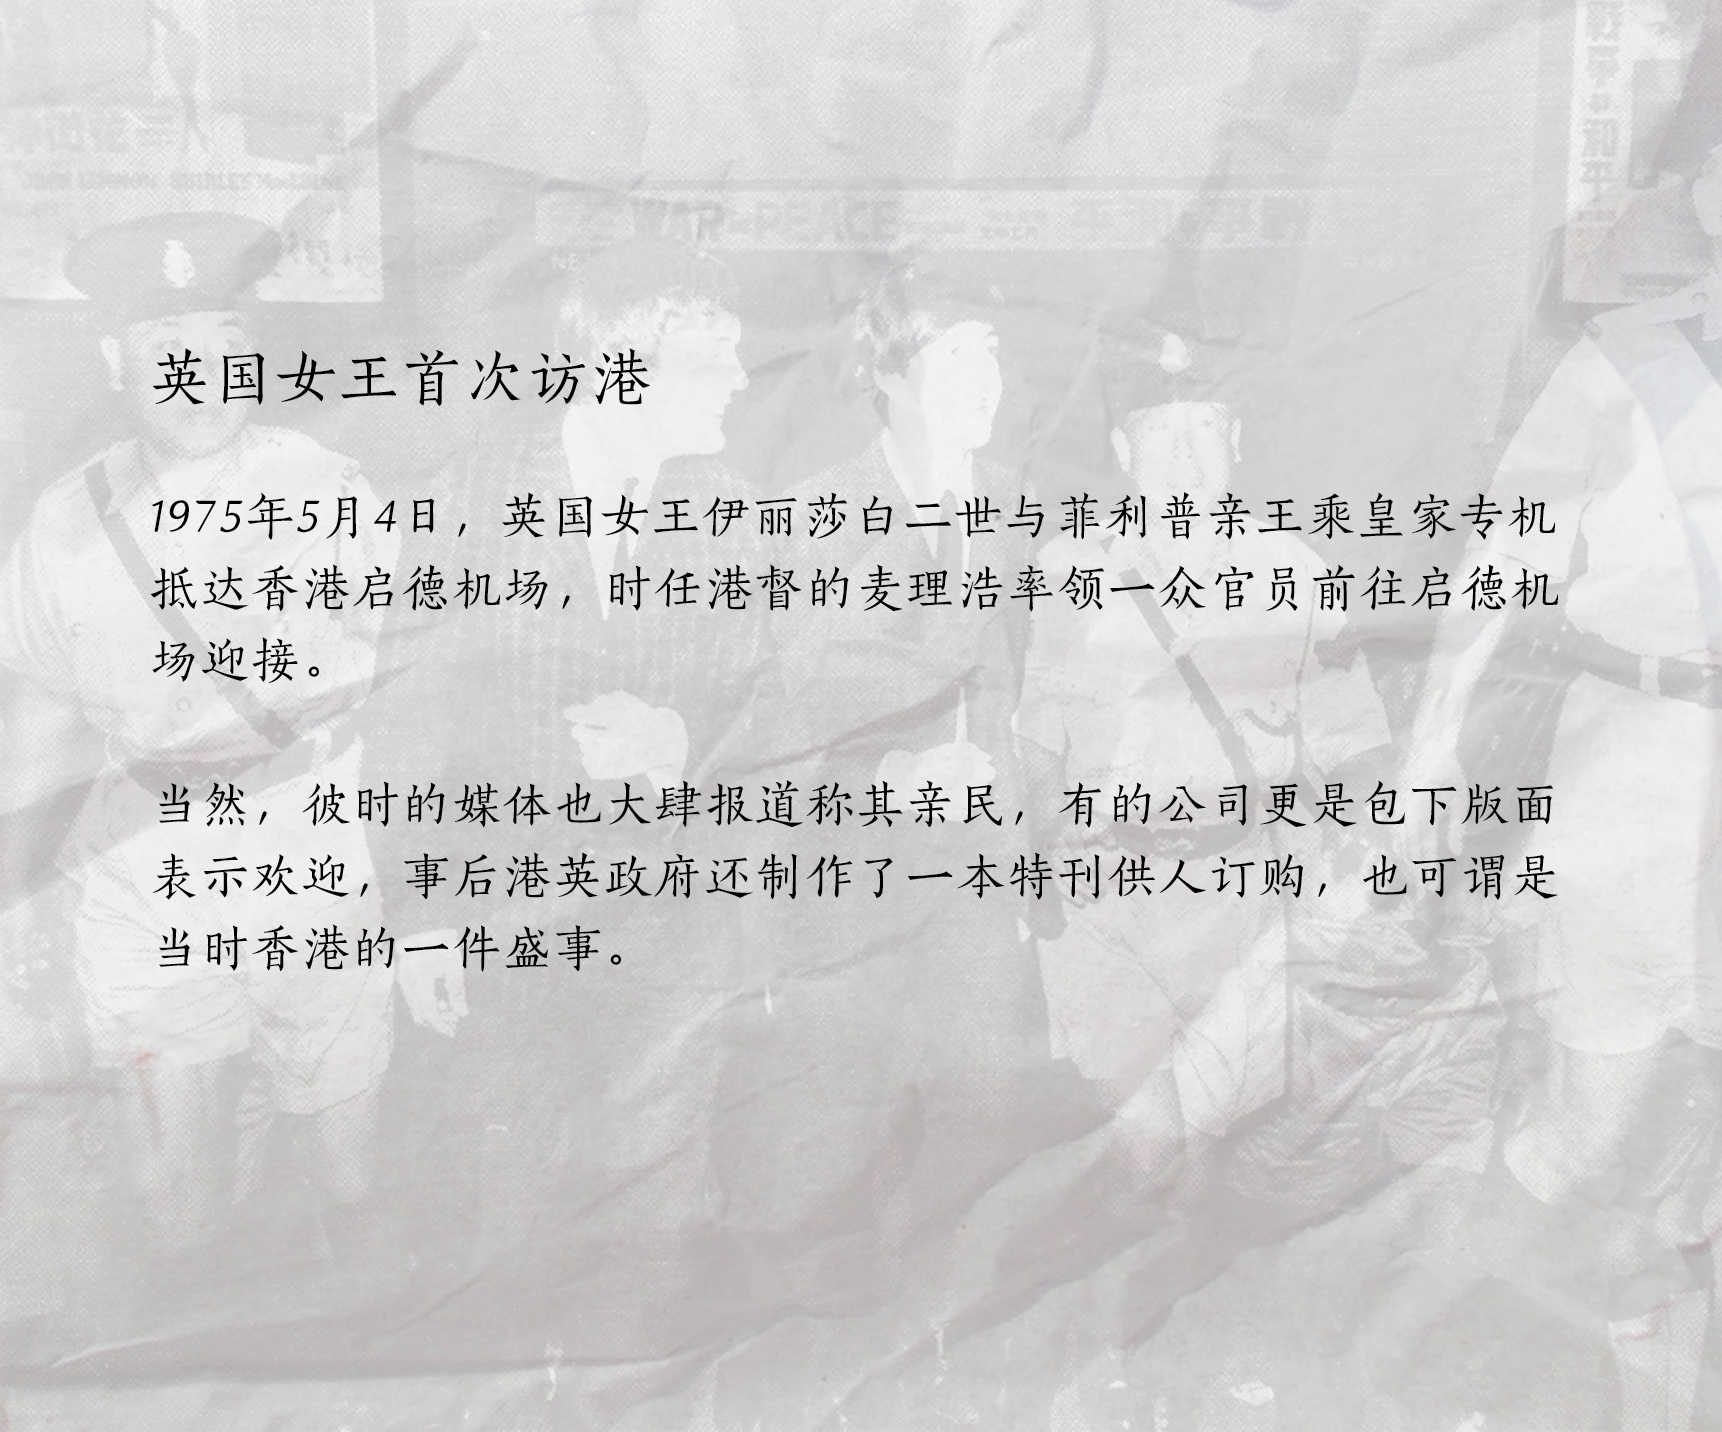 英国女王首次访港
1975年5月4日，英国女王伊丽莎白二世与菲利普亲王乘皇家专机
抵达香港启德机场，时任港督的麦理浩率领一众官员前往启德机
场迎接。
当然，彼时的媒体也大肆报道称其亲民，有的公司更是包下版面
表示欢迎，事后港英政府还制作了一本特刊供人订购，也可谓是
当时香港的一件盛事。
WAR and PEACE
和平